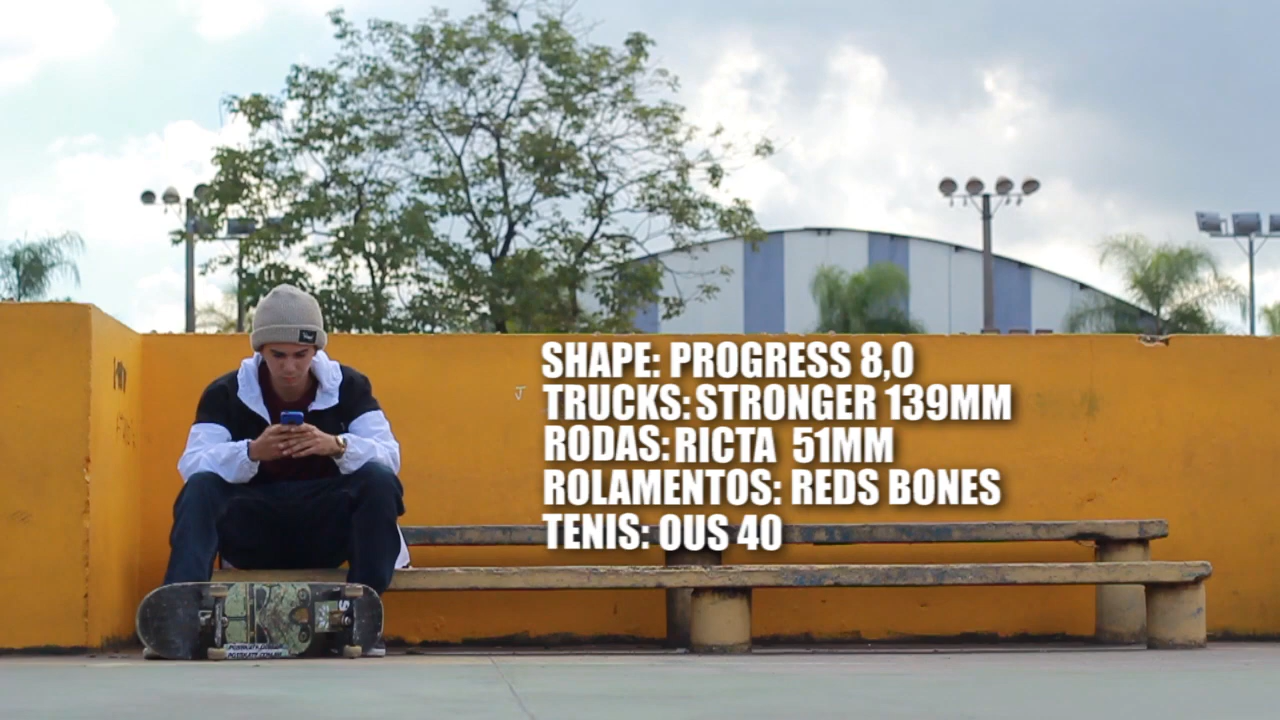 SHAPE: PROGRESS 8,0
TRUCKS: STRONGER 139MM
RODAS: RICTA 51MM
ROLAMENTOS: REDS BONES
TENIS: OUS 40